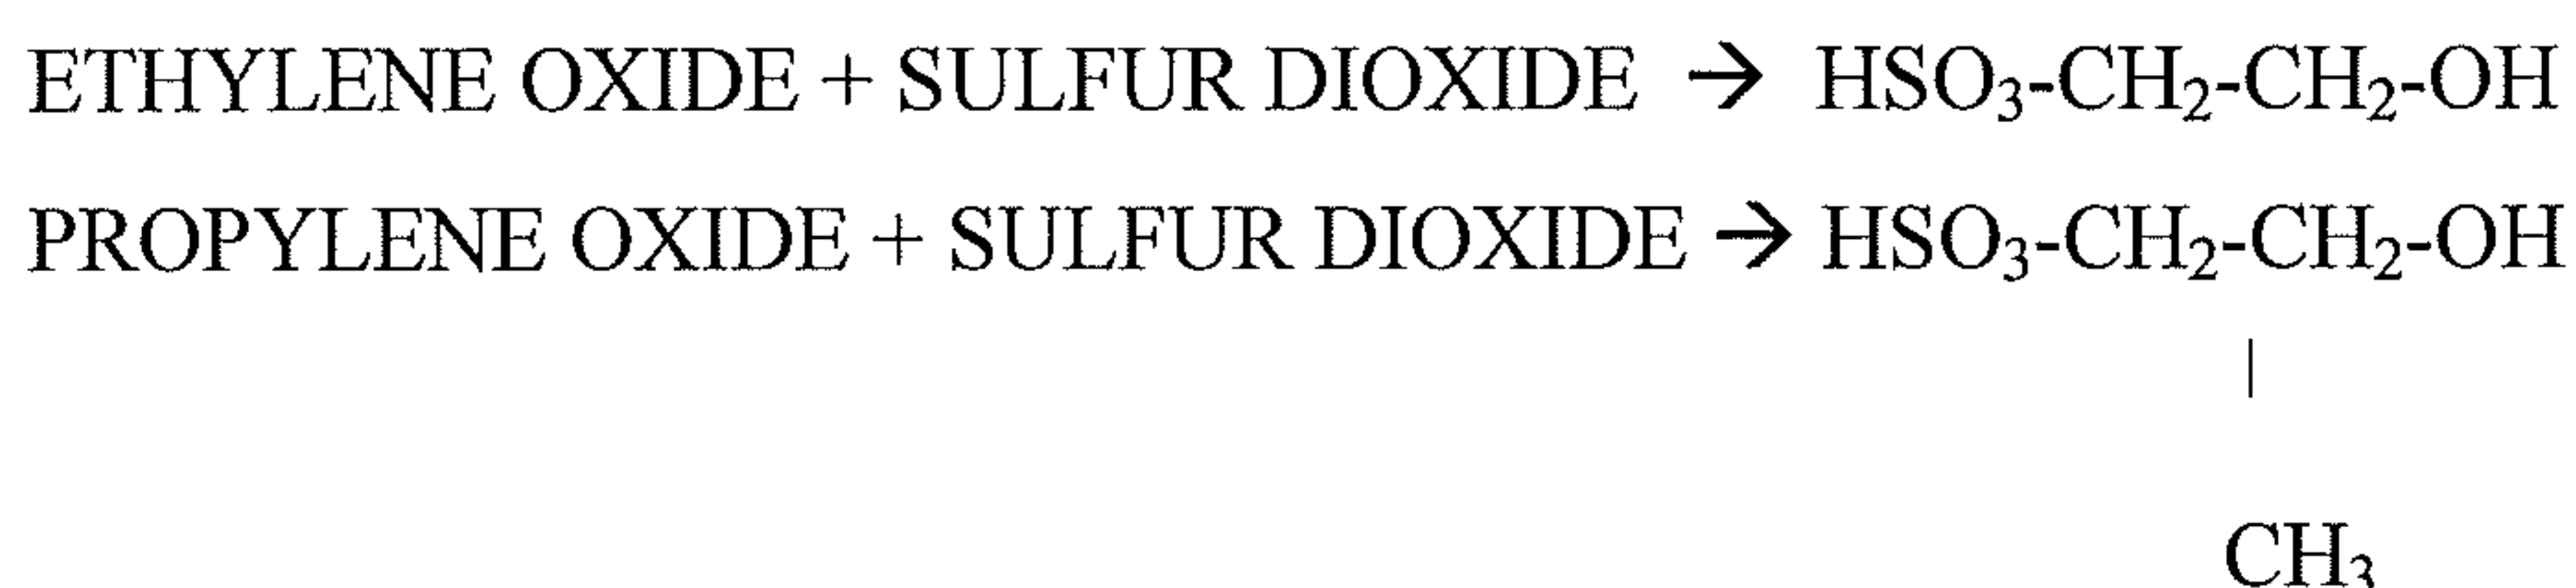 ETHYLENE OXIDE + SULFUR DIOXIDE → HSO₃-CH₂-CH₂-OH
PROPYLENE OXIDE + SULFUR DIOXIDE → HSO₃-CH₂-CH₂-OH
|
CH₃